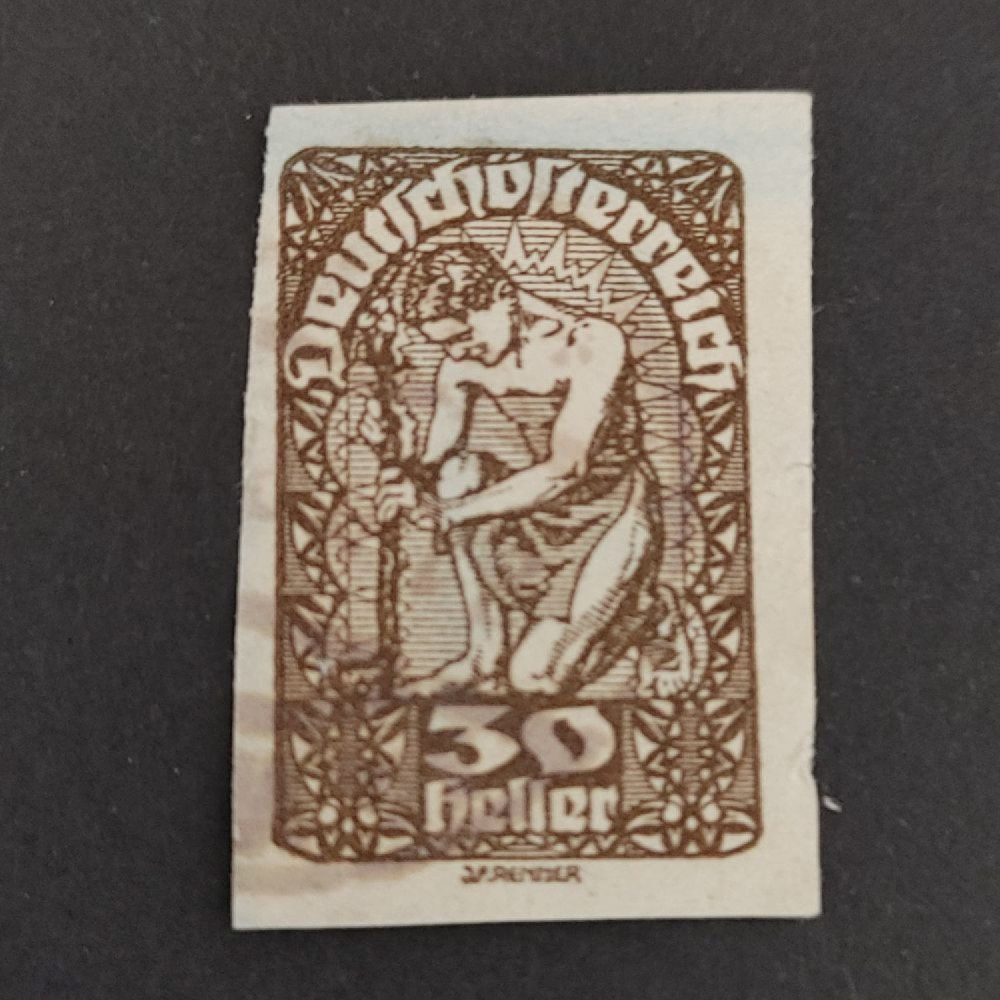 Deutschösterreich
30
heller
J.F.RENNER